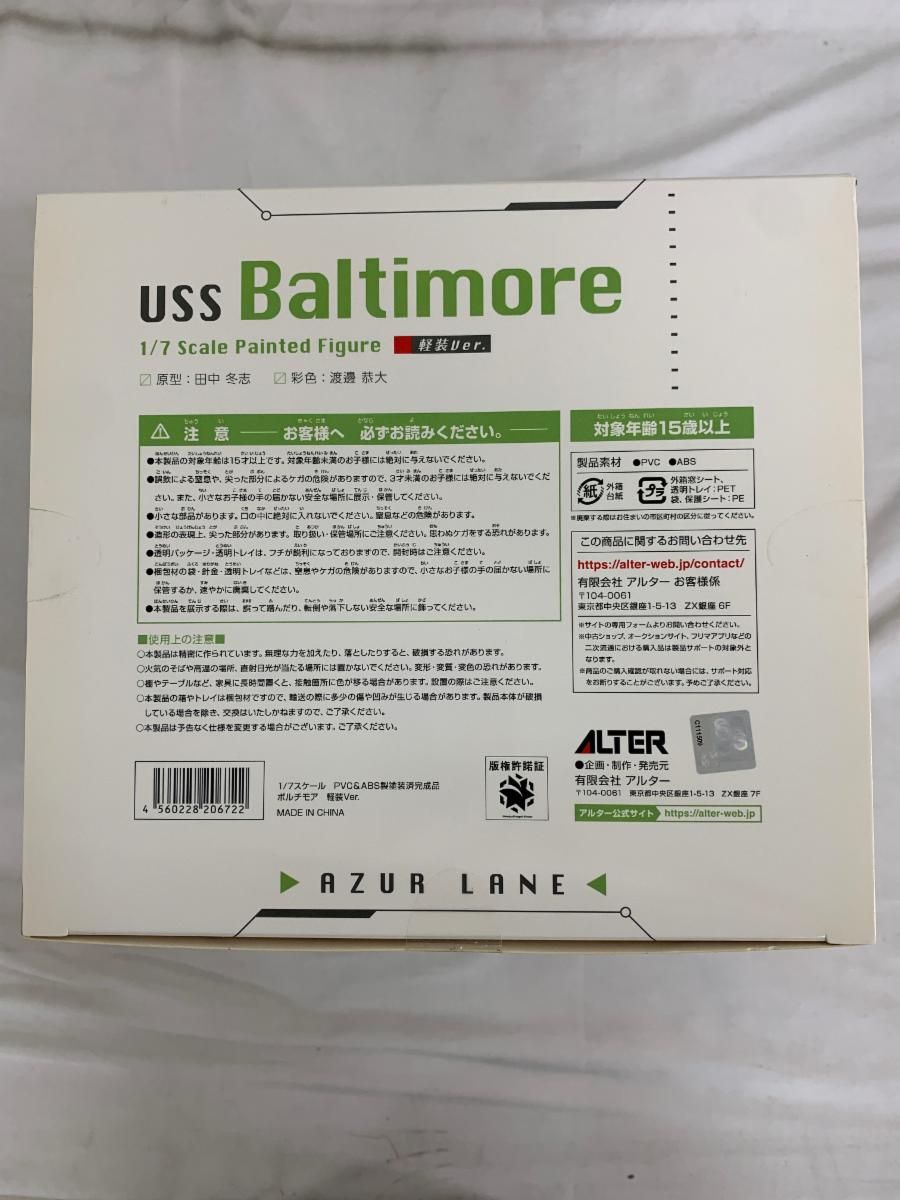 USS Baltimore
1/7 Scale Painted Figure 軽装Ver.
原型：田中 冬志 彩色：渡邊 恭大
⚠ 注意 お客様へ 必ずお読みください。
●本製品の対象年齢は15才以上です。対象年齢未満のお子様には絶対に与えないでください。
●誤飲による窒息や、尖った部分によるケガの危険がありますので、3才未満のお子様には絶対に与えないでくだ
さい。また、小さなお子様の手の届かない安全な場所に展示・保管してください。
●小さな部品があります。口の中に絶対に入れないでください。窒息などの危険があります。
●造形の表現上、尖った部分があります。取り扱い・保管場所にご注意ください。思わぬケガをする恐れがあります。
●透明パッケージ・透明トレイは、フチが鋭利になっておりますので、開封時はご注意ください。
●梱包材の袋・針金・透明トレイなどは、窒息やケガの危険がありますので、小さなお子様の手の届かない場所に
保管するか、速やかに廃棄してください。
●本製品を展示する際は、誤って踏んだり、転倒や落下しない安全な場所に飾ってください。
■使用上の注意■
○本製品は精密に作られています。無理な力を加えたり、落としたりすると、破損する恐れがあります。
○火気のそばや高温の場所、直射日光が当たる場所には置かないでください。変形・変質・変色の恐れがあります。
○棚やテーブルなど、家具に長時間置くと、接触箇所に色が移る場合があります。設置の際はご注意ください。
○本製品の箱やトレイは梱包材ですので、輸送の際に多少の傷や凹みが生じる場合があります。製品本体が破損
している場合を除き、交換はいたしかねますので、ご了承ください。
○本製品は予告なく仕様を変更する場合がございます。ご了承ください。
対象年齢15歳以上
製品素材 ●PVC ●ABS
紙 外箱 台紙
プラ 外箱窓シート、
透明トレイ：PET
袋、保護シート：PE
※廃棄する際はお住まいの市区町村の区分に従ってください。
この商品に関するお問い合わせ先
https://alter-web.jp/contact/
有限会社 アルター お客様係
〒104-0061
東京都中央区銀座1-5-13 ZX銀座 6F
※サイトの専用フォームよりお問い合わせください。
※中古ショップ、オークションサイト、フリマアプリなどの
二次流通における購入品は製品サポートの対象外と
なります。
※商品のご購入確認が取れない場合には、サポート対応
をお断りすることがございます。予めご了承ください。
ALTER
C111509
●企画・制作・発売元
有限会社 アルター
〒104-0061 東京都中央区銀座1-5-13 ZX銀座 7F
アルター公式サイト https://alter-web.jp
4 560228 206722
1/7スケール PVC&ABS製塗装済完成品
ボルチモア 軽装Ver.
MADE IN CHINA
版権許諾証
AZUR LANE